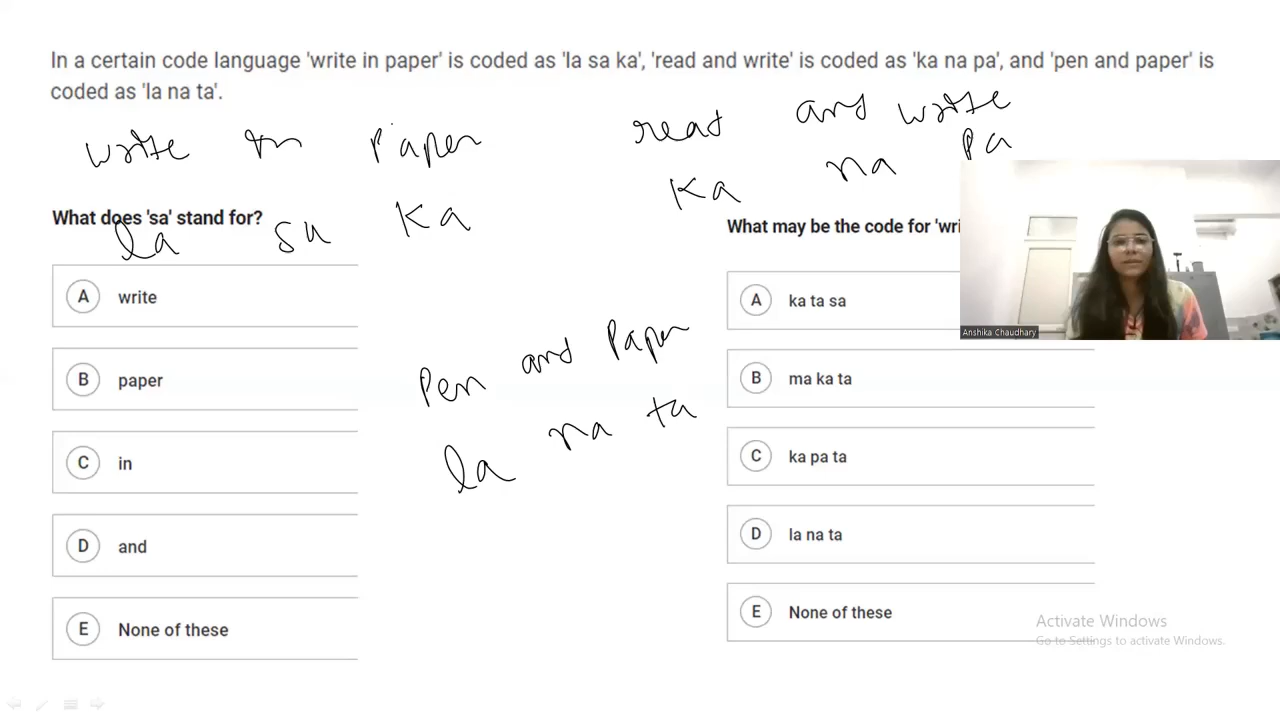 In a certain code language 'write in paper' is coded as 'la sa ka', 'read and write' is coded as 'ka na pa', and 'pen and paper' is
coded as 'la na ta'.
write in Paper
la sa Ka
read and write
Ka na Pa
What does 'sa' stand for?
A write
B paper
C in
D and
E None of these
Pen and Paper
la na ta
What may be the code for
A ka ta sa
B ma ka ta
C ka pa ta
D la na ta
E None of these
Anshika Chaudhary
Activate Windows
Go to Settings to activate Windows.